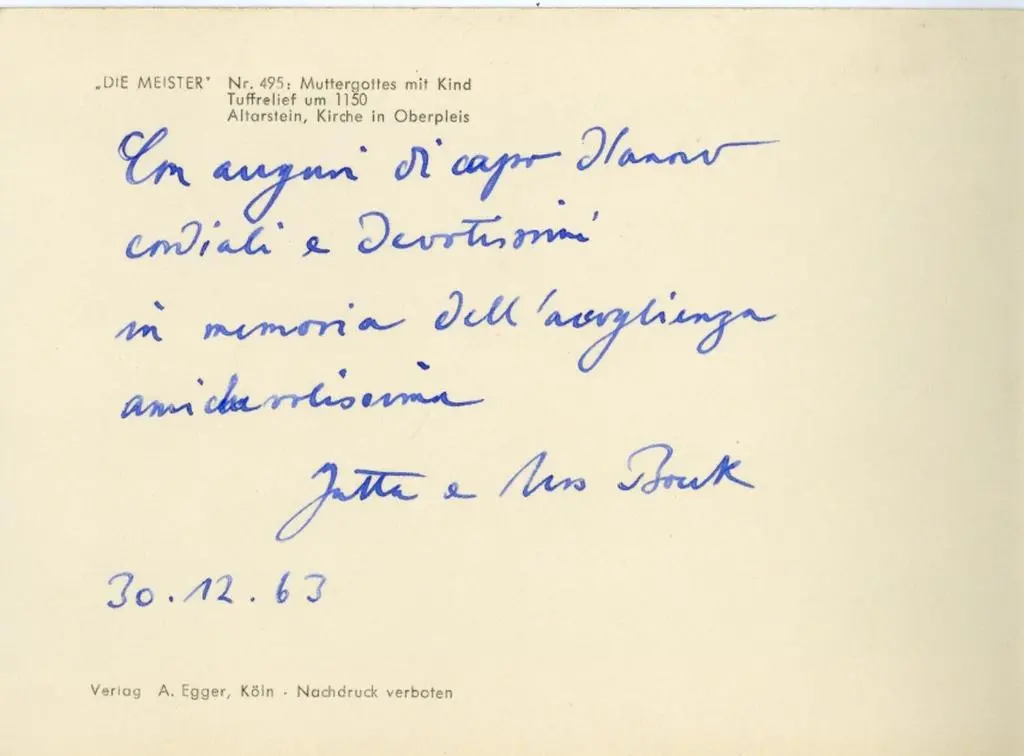 „DIE MEISTER" Nr. 495: Muttergottes mit Kind
Tuffrelief um 1150
Altarstein, Kirche in Oberpleis
Con auguri di capo d'anno
cordiali e devotissimi
in memoria dell'accoglienza
amichevolissima
Jutta e
30.12.63
Verlag A. Egger, Köln - Nachdruck verboten